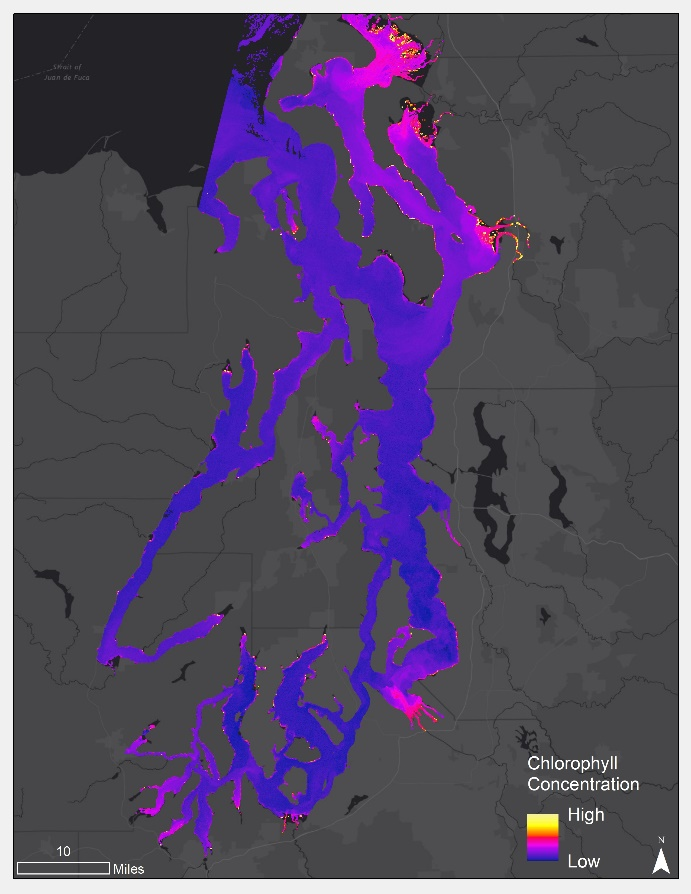 Strait of
Juan de Fuca
Chlorophyll
Concentration
High
Low
10
Miles
N